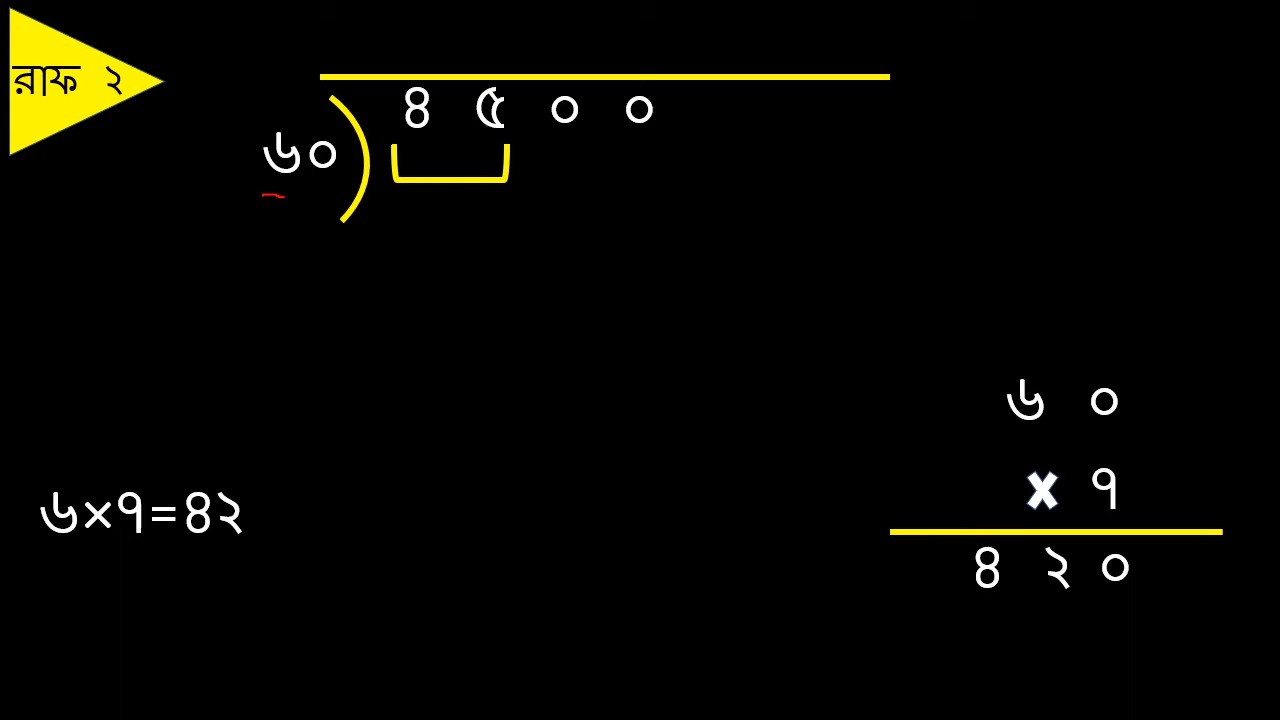 রাফ ২
৪ ৫ ০ ০
৬০
৬ ০
× ৭
৬×৭=৪২
৪ ২ ০